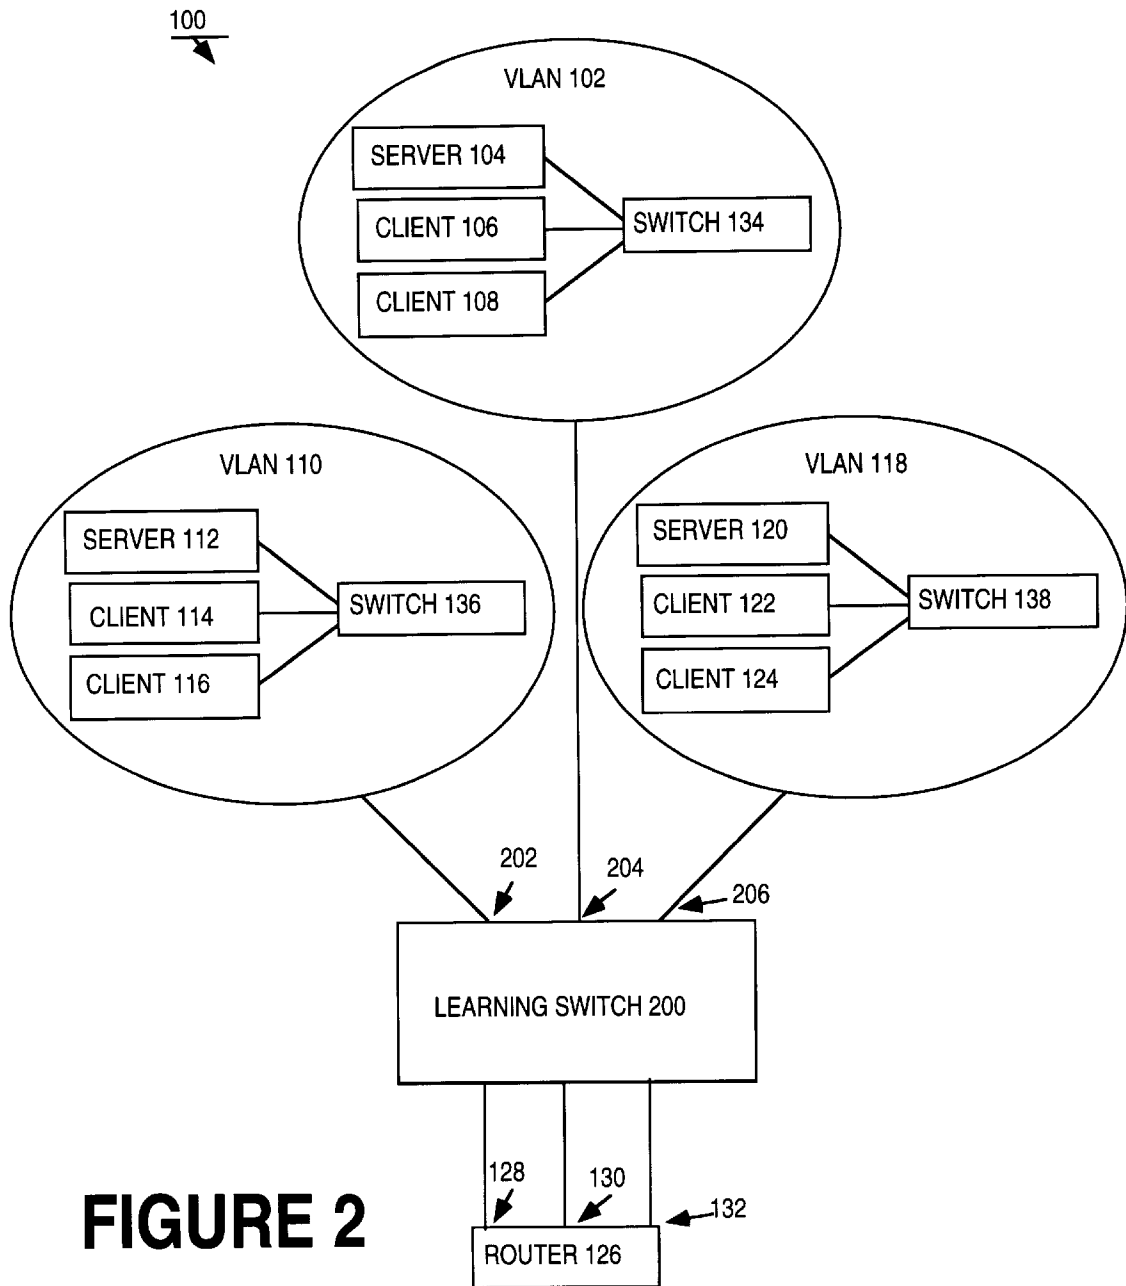 100
VLAN 102
SERVER 104
CLIENT 106
CLIENT 108
SWITCH 134
VLAN 110
SERVER 112
CLIENT 114
CLIENT 116
SWITCH 136
VLAN 118
SERVER 120
CLIENT 122
CLIENT 124
SWITCH 138
202
204
206
LEARNING SWITCH 200
128
130
132
ROUTER 126
FIGURE 2